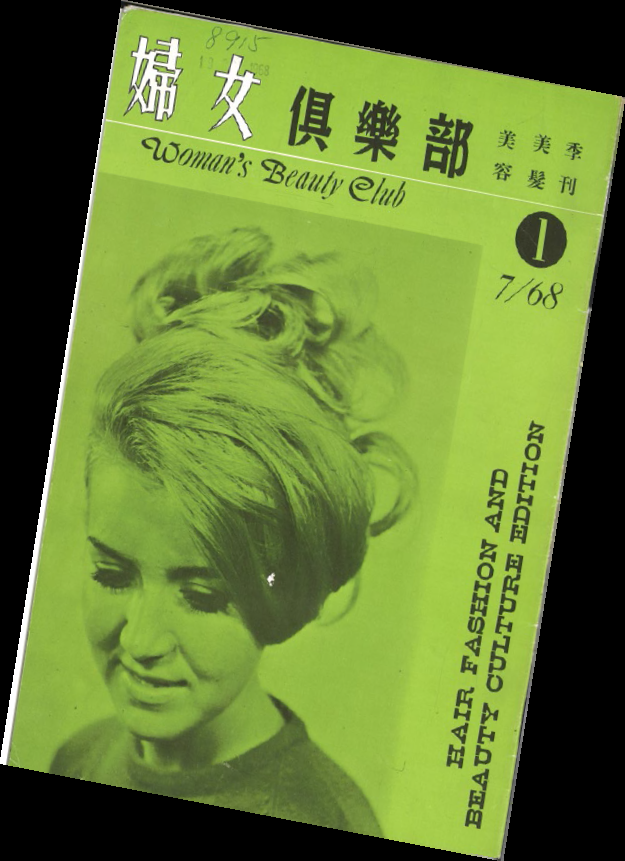 8915
婦女俱樂部
美容 美髮 季刊
Woman's Beauty Club
1
7/68
HAIR FASHION AND
BEAUTY CULTURE EDITION